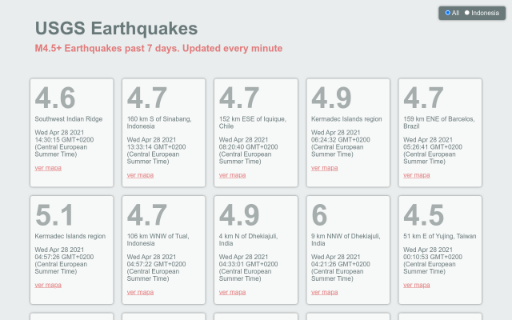 All Indonesia
USGS Earthquakes
M4.5+ Earthquakes past 7 days. Updated every minute
4.6
Southwest Indian Ridge
Wed Apr 28 2021
14:30:15 GMT+0200
(Central European
Summer Time)
ver mapa
4.7
160 km S of Sinabang,
Indonesia
Wed Apr 28 2021
13:33:14 GMT+0200
(Central European
Summer Time)
ver mapa
4.7
152 km ESE of Iquique,
Chile
Wed Apr 28 2021
08:20:40 GMT+0200
(Central European
Summer Time)
ver mapa
4.9
Kermadec Islands region
Wed Apr 28 2021
06:24:32 GMT+0200
(Central European
Summer Time)
ver mapa
4.7
159 km ENE of Barcelos,
Brazil
Wed Apr 28 2021
05:26:41 GMT+0200
(Central European
Summer Time)
ver mapa
5.1
Kermadec Islands region
Wed Apr 28 2021
04:57:26 GMT+0200
(Central European
Summer Time)
ver mapa
4.7
108 km WNW of Tual,
Indonesia
Wed Apr 28 2021
04:57:22 GMT+0200
(Central European
Summer Time)
ver mapa
4.9
4 km N of Dhekiajuli,
India
Wed Apr 28 2021
04:33:01 GMT+0200
(Central European
Summer Time)
ver mapa
6
9 km NNW of Dhekiajuli,
India
Wed Apr 28 2021
04:21:26 GMT+0200
(Central European
Summer Time)
ver mapa
4.5
51 km E of Yujing, Taiwan
Wed Apr 28 2021
00:10:53 GMT+0200
(Central European
Summer Time)
ver mapa